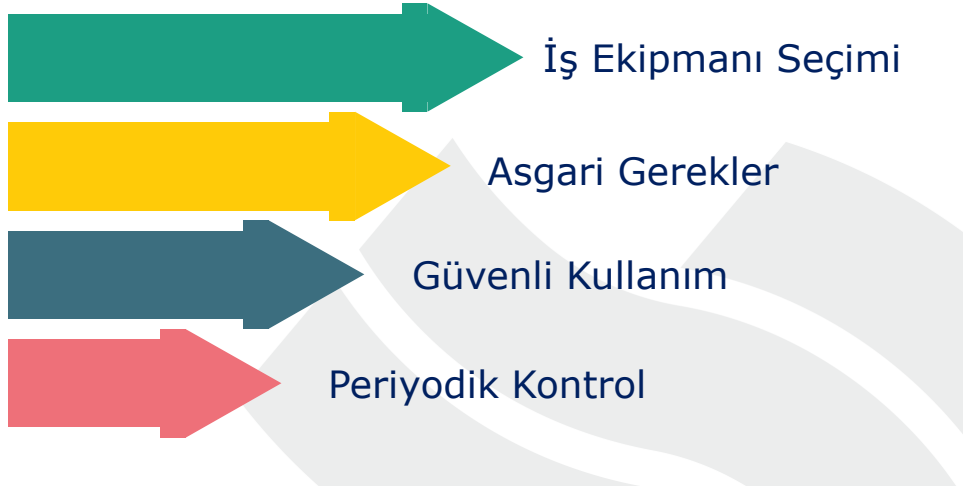 İş Ekipmanı Seçimi
Asgari Gerekler
Güvenli Kullanım
Periyodik Kontrol